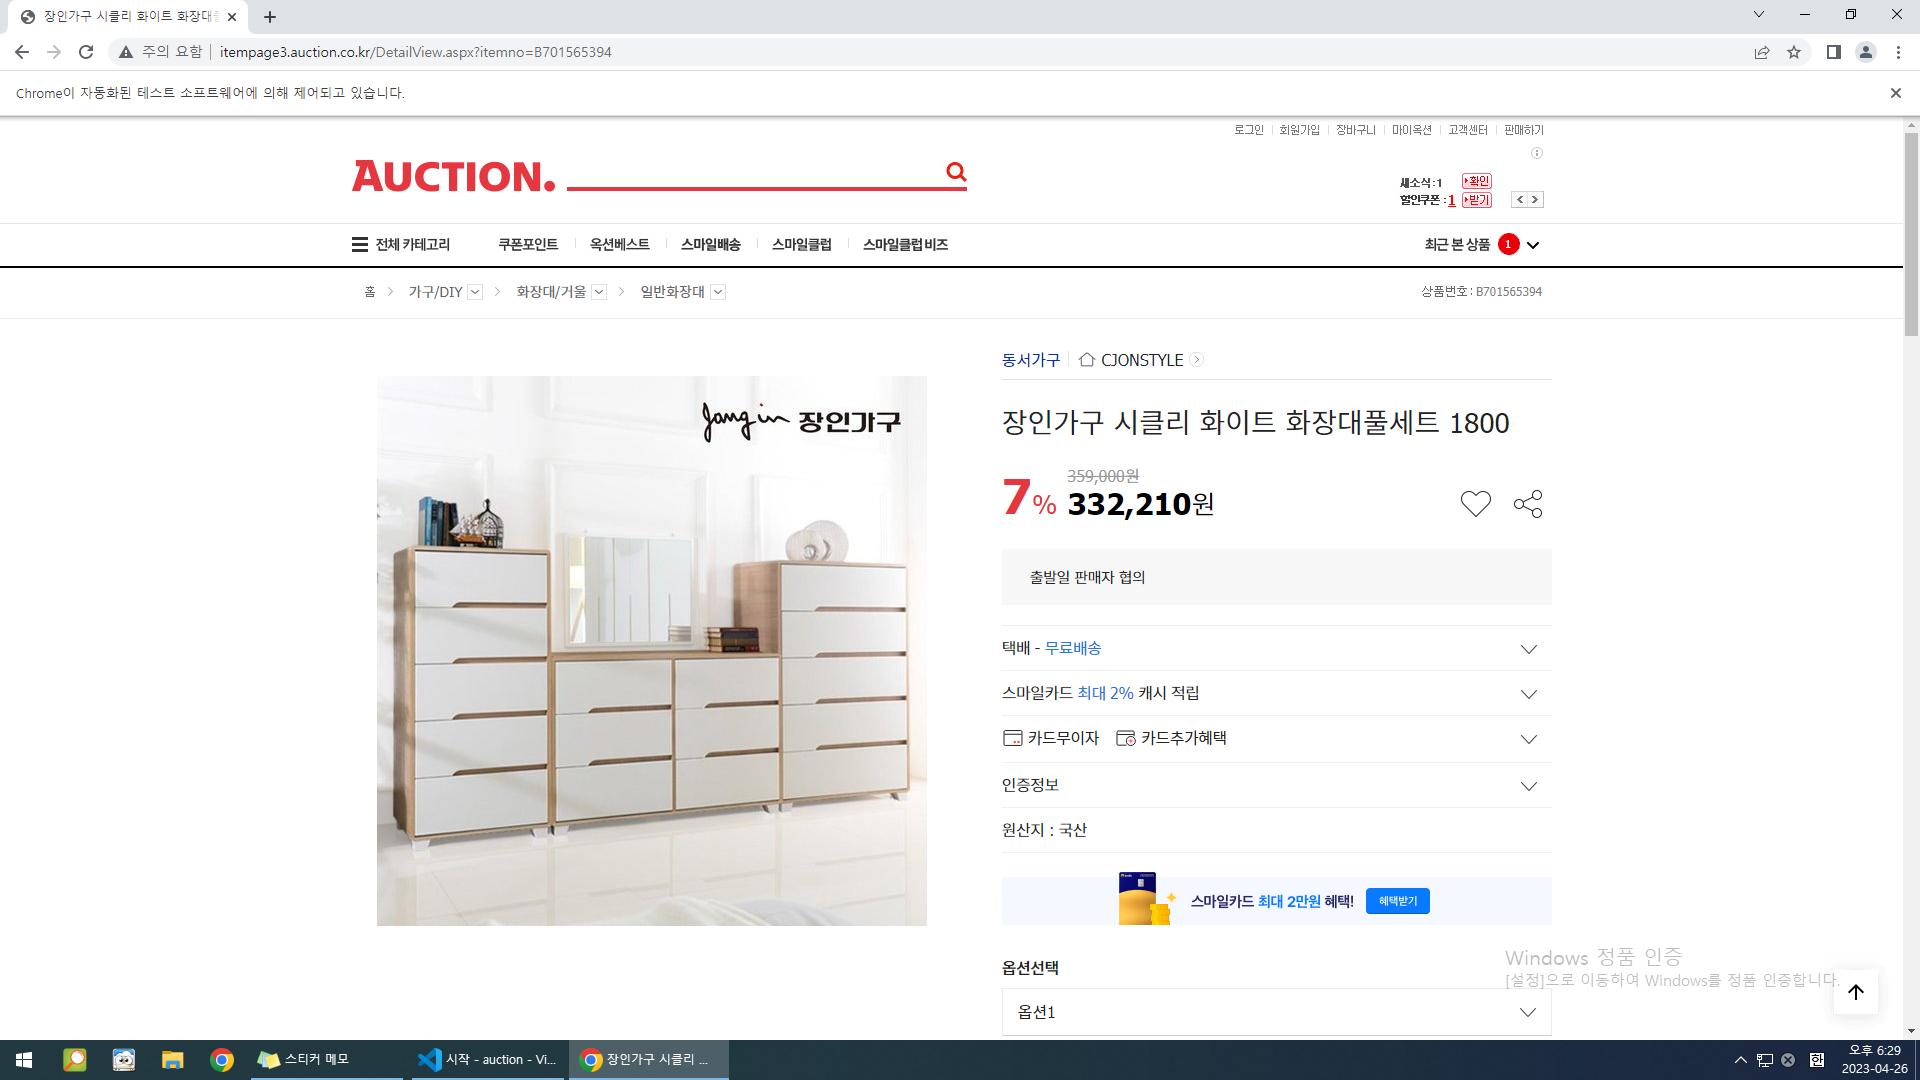 장인가구 시클리 화이트 화장대풀
주의 요함
itempage3.auction.co.kr/DetailView.aspx?itemno=B701565394
Chrome이 자동화된 테스트 소프트웨어에 의해 제어되고 있습니다.
로그인 회원가입 장바구니 마이옥션 고객센터 판매하기
AUCTION.
새소식:1 확인
할인쿠폰:1 받기
전체 카테고리 쿠폰포인트 옥션베스트 스마일배송 스마일클럽 스마일클럽 비즈 최근 본 상품 1
홈 > 가구/DIY > 화장대/거울 > 일반화장대 상품번호 : B701565394
동서가구 CJONSTYLE
Jang in 장인가구
장인가구 시클리 화이트 화장대풀세트 1800
359,000원
7% 332,210원
출발일 판매자 협의
택배 - 무료배송
스마일카드 최대 2% 캐시 적립
카드무이자 카드추가혜택
인증정보
원산지 : 국산
스마일카드 최대 2만원 혜택! 혜택받기
옵션선택
옵션1
Windows 정품 인증
[설정]으로 이동하여 Windows를 정품 인증합니다.
스티커 메모
시작 - auction - Vi...
장인가구 시클리 ...
한
오후 6:29
2023-04-26